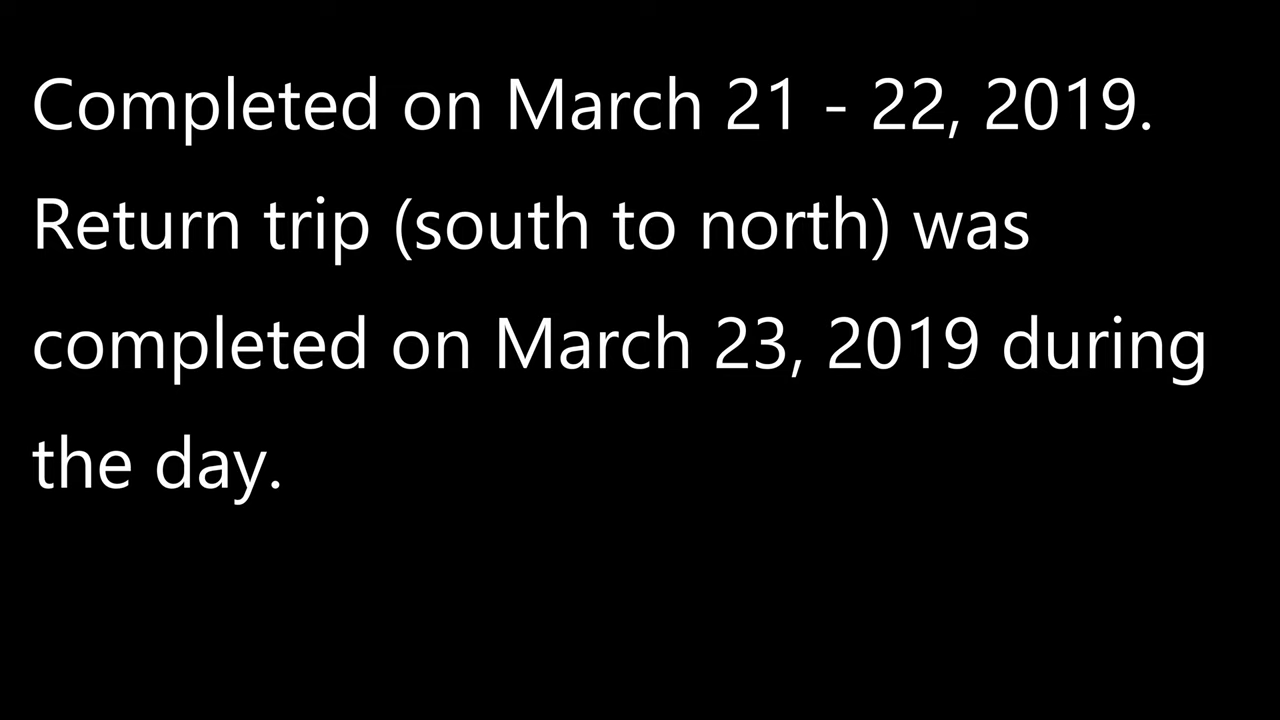 Completed on March 21 - 22, 2019.
Return trip (south to north) was
completed on March 23, 2019 during
the day.